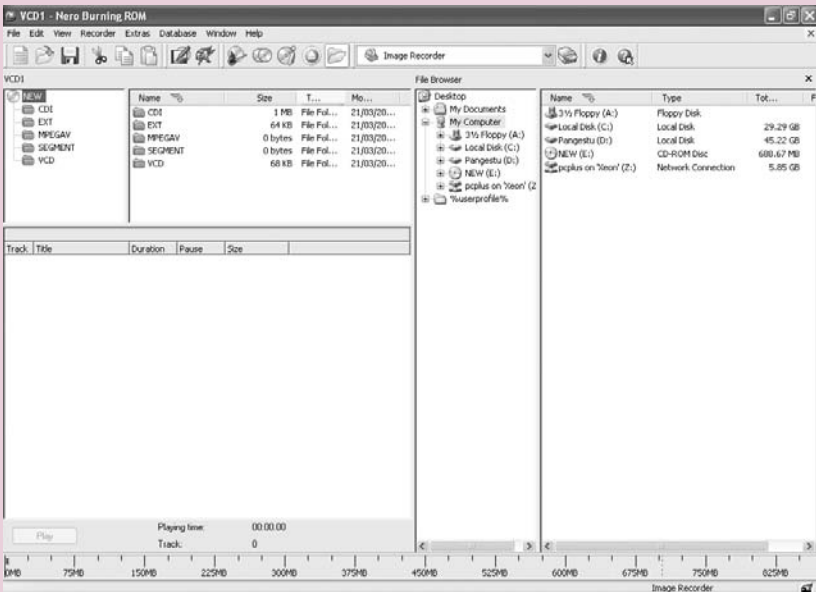 VCD1 - Nero Burning ROM
File Edit View Recorder Extras Database Window Help
Image Recorder
VCD1
NEW
CDI
EXT
MPEGAV
SEGMENT
VCD
Name Size T... Mo...
CDI 1 MB File Fol... 21/03/20...
EXT 64 KB File Fol... 21/03/20...
MPEGAV 0 bytes File Fol... 21/03/20...
SEGMENT 0 bytes File Fol... 21/03/20...
VCD 68 KB File Fol... 21/03/20...
Track Title Duration Pause Size
Play
Playing time: 00:00.00
Track: 0
File Browser
Desktop
My Documents
My Computer
3½ Floppy (A:)
Local Disk (C:)
Pangestu (D:)
NEW (E:)
pcplus on 'Xeon' (Z
%userprofile%
Name Type Tot... F
3½ Floppy (A:) Floppy Disk
Local Disk (C:) Local Disk 29.29 GB
Pangestu (D:) Local Disk 45.22 GB
NEW (E:) CD-ROM Disc 688.67 MB
pcplus on 'Xeon' (Z:) Network Connection 5.85 GB
0MB 75MB 150MB 225MB 300MB 375MB 450MB 525MB 600MB 675MB 750MB 825MB
Image Recorder